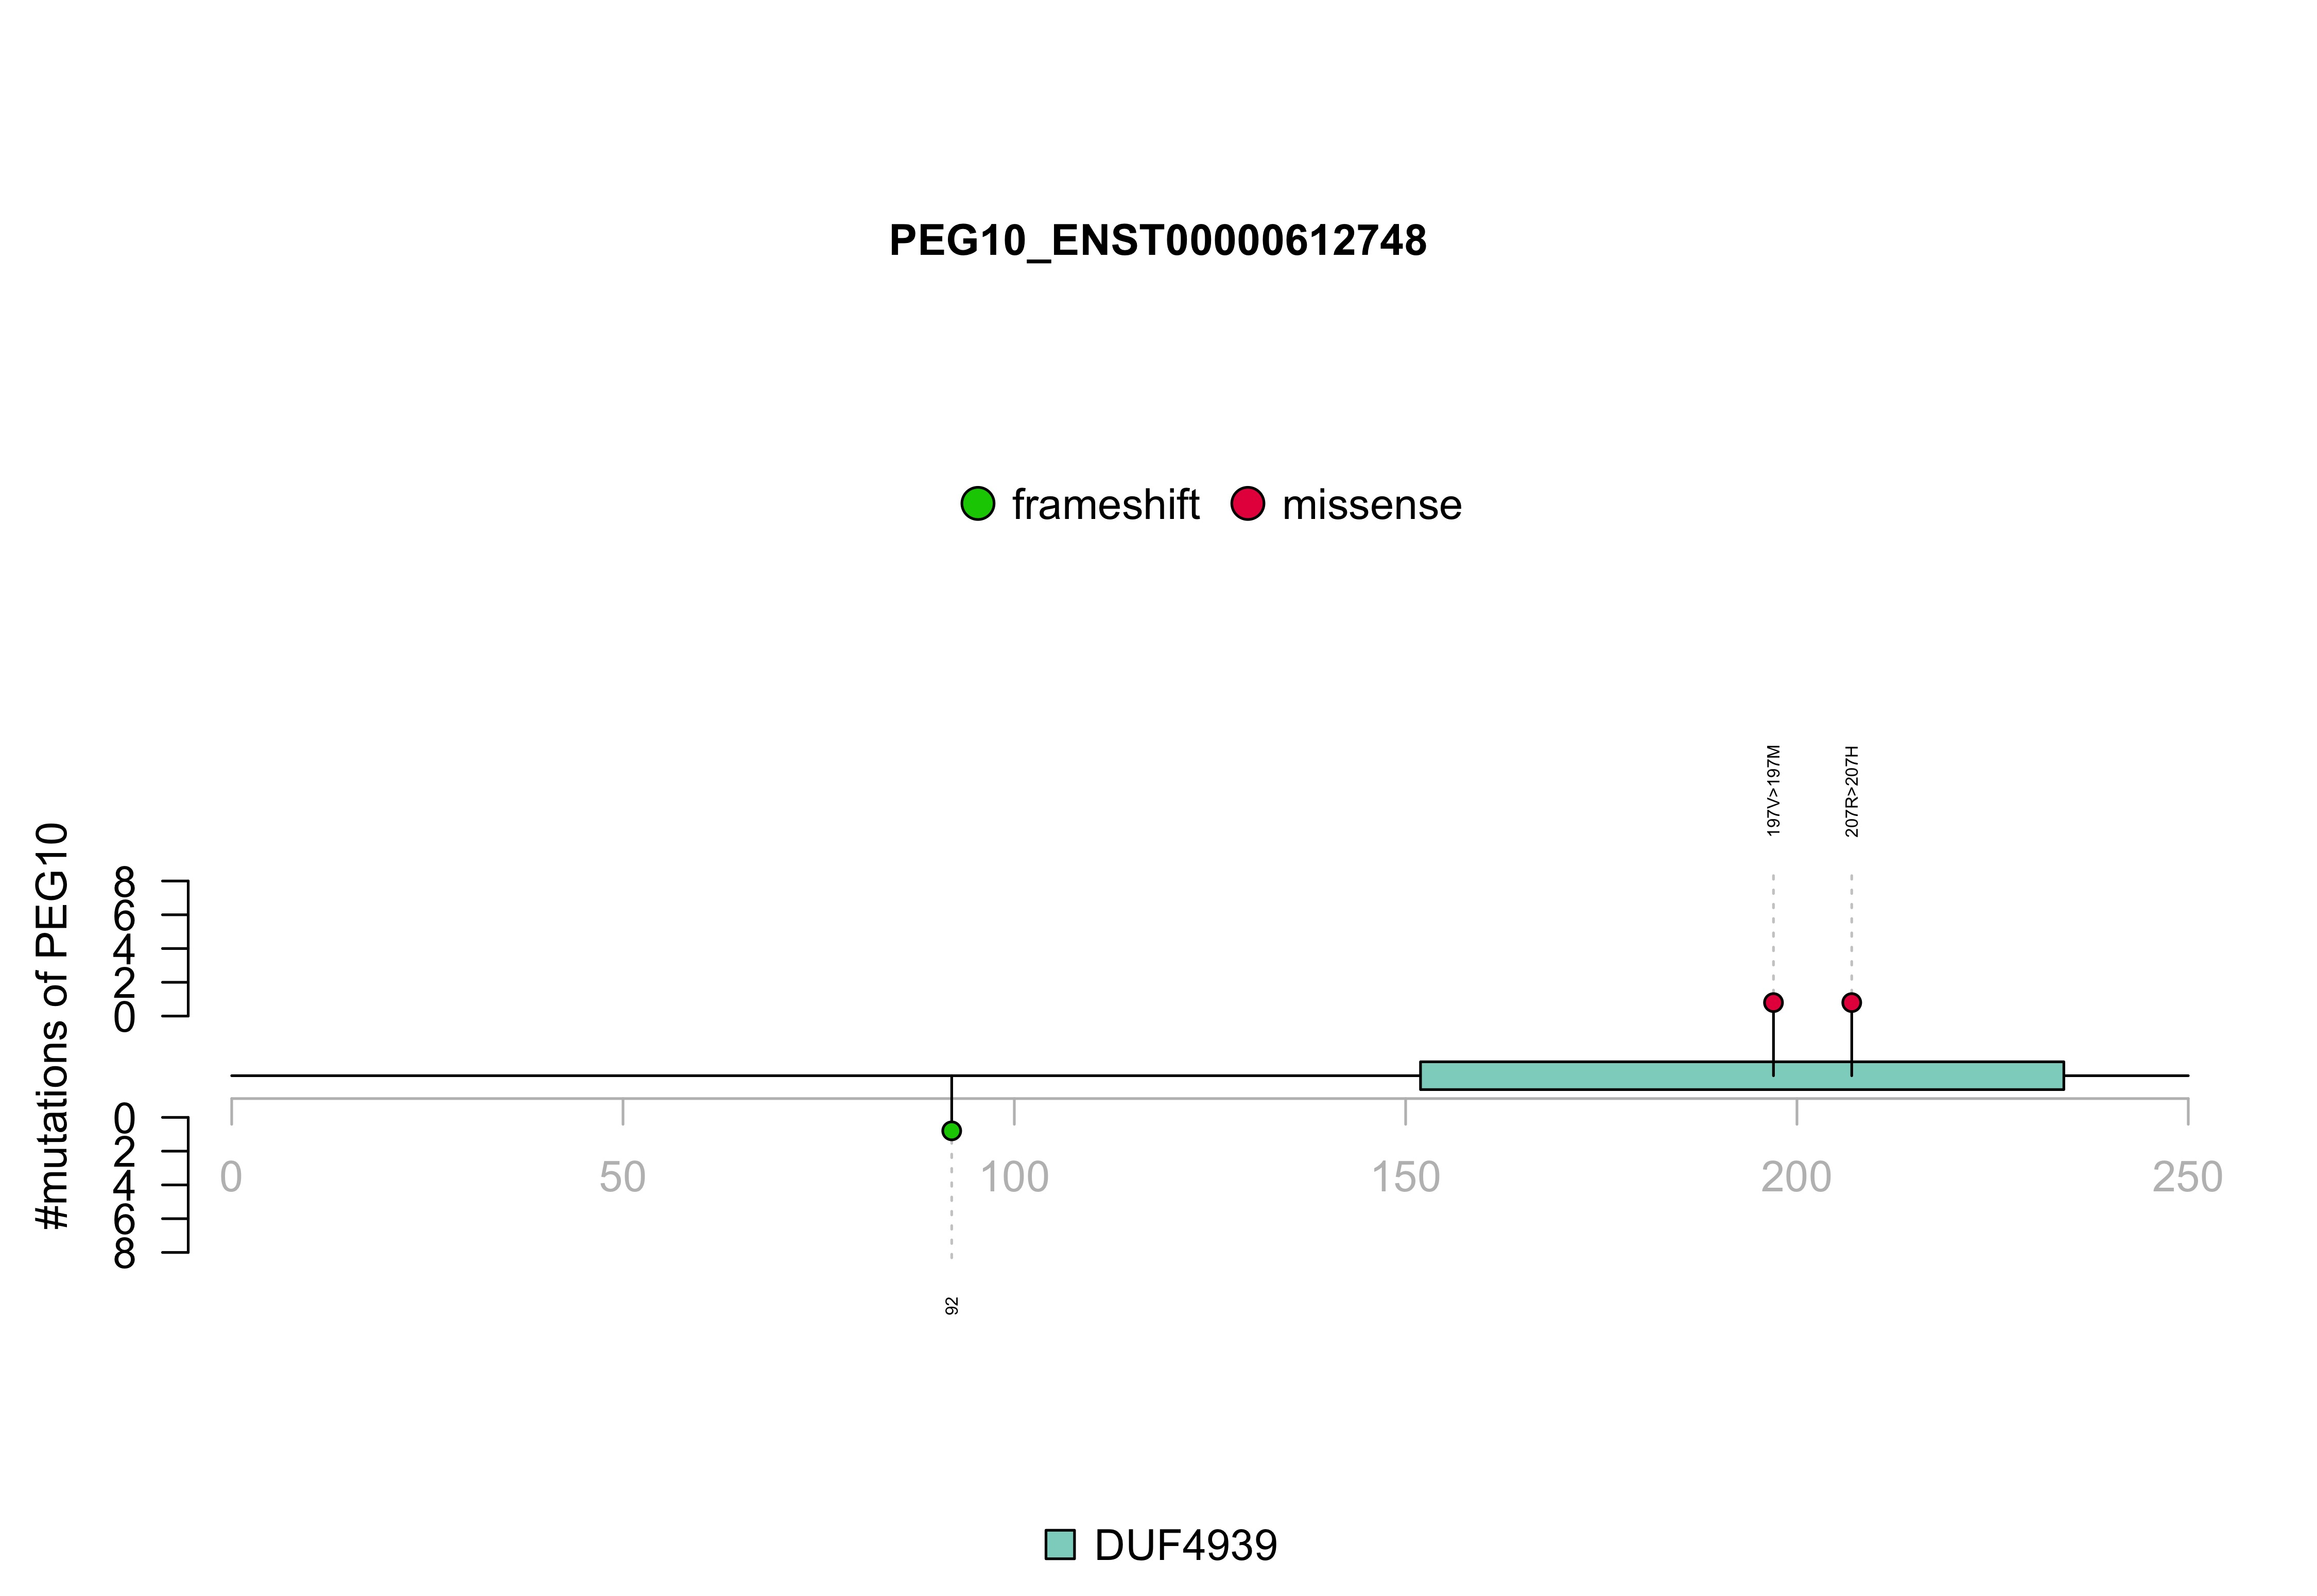 PEG10_ENST00000612748
frameshift missense
197V>197M
207R>207H
#mutations of PEG10
8
6
4
2
0
0
2
4
6
8
0 50 100 150 200 250
92
DUF4939